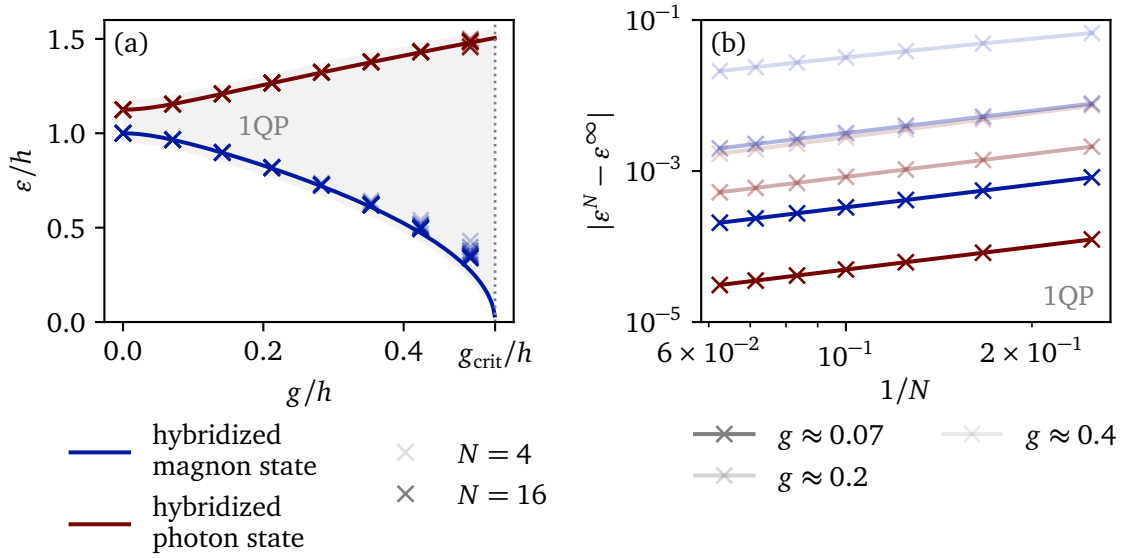 (a)
1QP
1.5
1.0
0.5
0.0
ε/h
0.0
0.2
0.4
g_crit/h
g/h
(b)
1QP
10^{-1}
10^{-3}
10^{-5}
|ε^N − ε^∞|
6 × 10^{-2}
10^{-1}
2 × 10^{-1}
1/N
hybridized
magnon state
hybridized
photon state
N = 4
N = 16
g ≈ 0.07
g ≈ 0.2
g ≈ 0.4